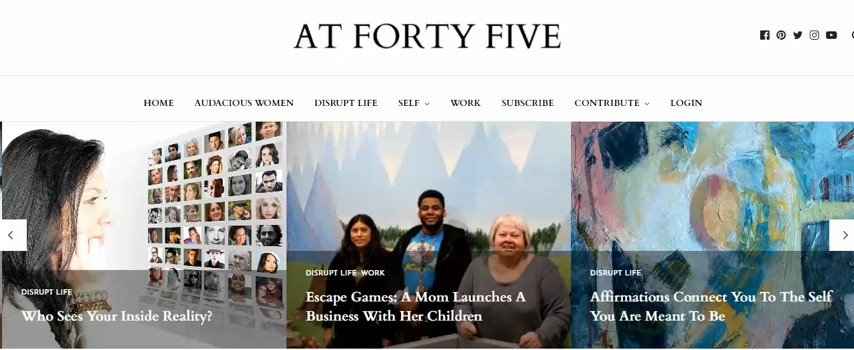 AT FORTY FIVE
HOME AUDACIOUS WOMEN DISRUPT LIFE SELF WORK SUBSCRIBE CONTRIBUTE LOGIN
DISRUPT LIFE
Who Sees Your Inside Reality?
DISRUPT LIFE WORK
Escape Games: A Mom Launches A
Business With Her Children
DISRUPT LIFE
Affirmations Connect You To The Self
You Are Meant To Be